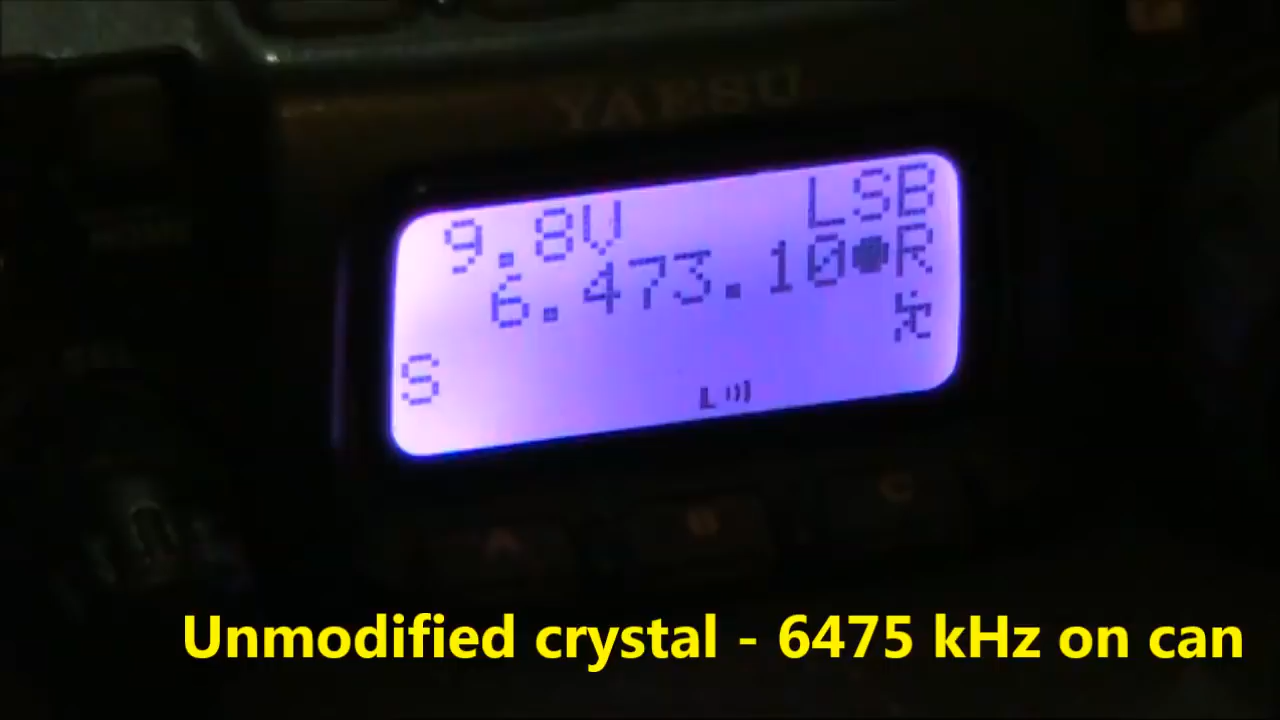 YAESU
9.8V LSB
6.473.10 R
S
L
A B C
Unmodified crystal - 6475 kHz on can